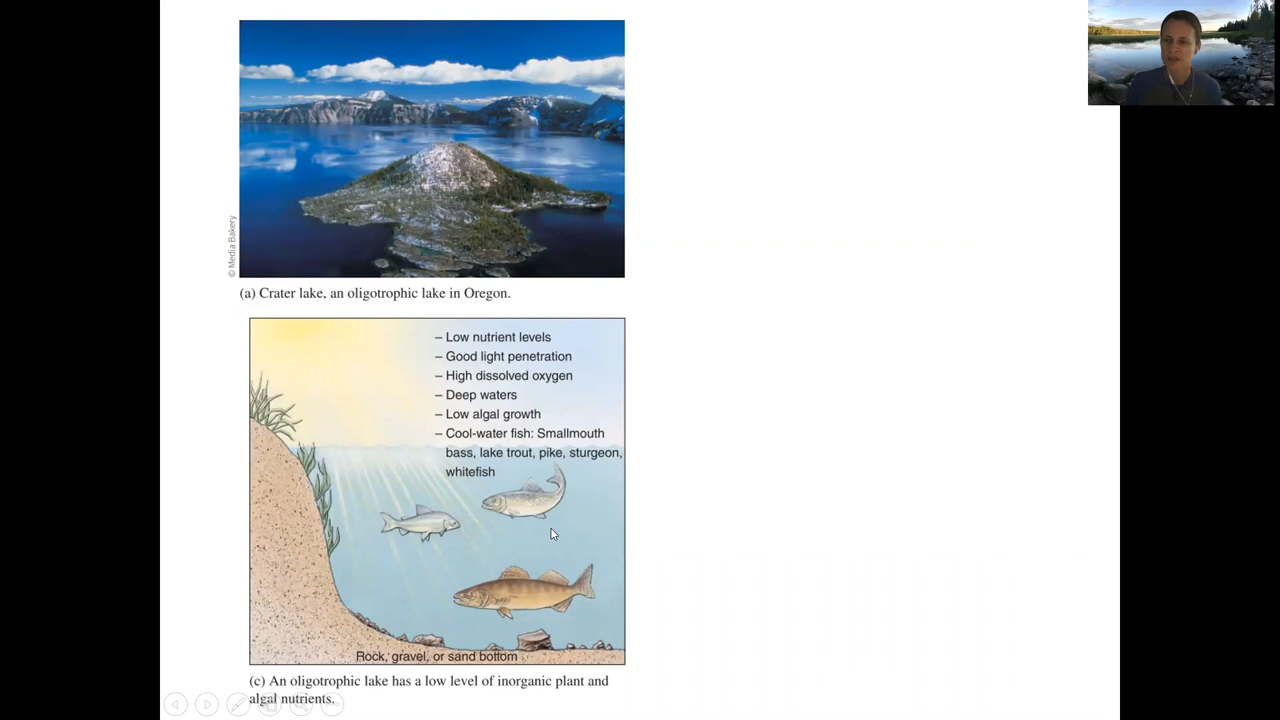 © Media Bakery
(a) Crater lake, an oligotrophic lake in Oregon.
– Low nutrient levels
– Good light penetration
– High dissolved oxygen
– Deep waters
– Low algal growth
– Cool-water fish: Smallmouth
bass, lake trout, pike, sturgeon,
whitefish
Rock, gravel, or sand bottom
(c) An oligotrophic lake has a low level of inorganic plant and
algal nutrients.